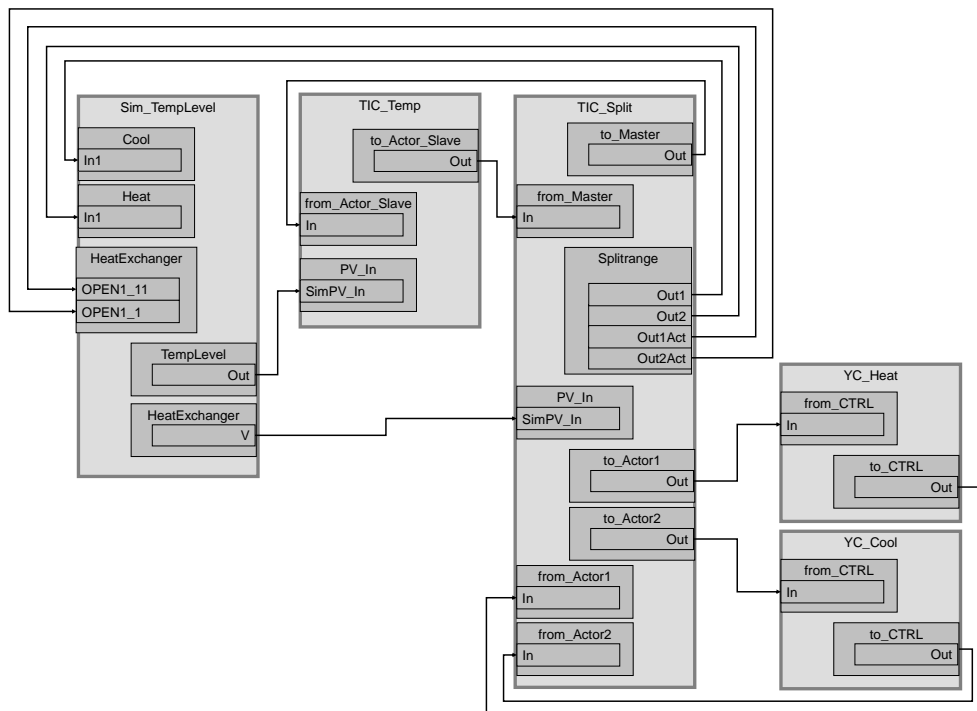 Sim_TempLevel
Cool
In1
Heat
In1
HeatExchanger
OPEN1_11
OPEN1_1
TempLevel
Out
HeatExchanger
V
TIC_Temp
to_Actor_Slave
Out
from_Actor_Slave
In
PV_In
SimPV_In
TIC_Split
to_Master
Out
from_Master
In
Splitrange
Out1
Out2
Out1Act
Out2Act
PV_In
SimPV_In
to_Actor1
Out
to_Actor2
Out
from_Actor1
In
from_Actor2
In
YC_Heat
from_CTRL
In
to_CTRL
Out
YC_Cool
from_CTRL
In
to_CTRL
Out